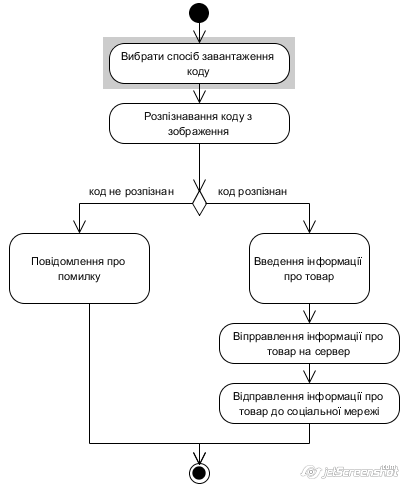 Вибрати спосіб завантаження
коду
Розпізнавання коду з
зображення
код не розпізнан
код розпізнан
Повідомлення про
помилку
Введення інформації
про товар
Віпрравлення інформації про
товар на сервер
Відправлення інформації про
товар до соціальної мережі
jetScreenshot